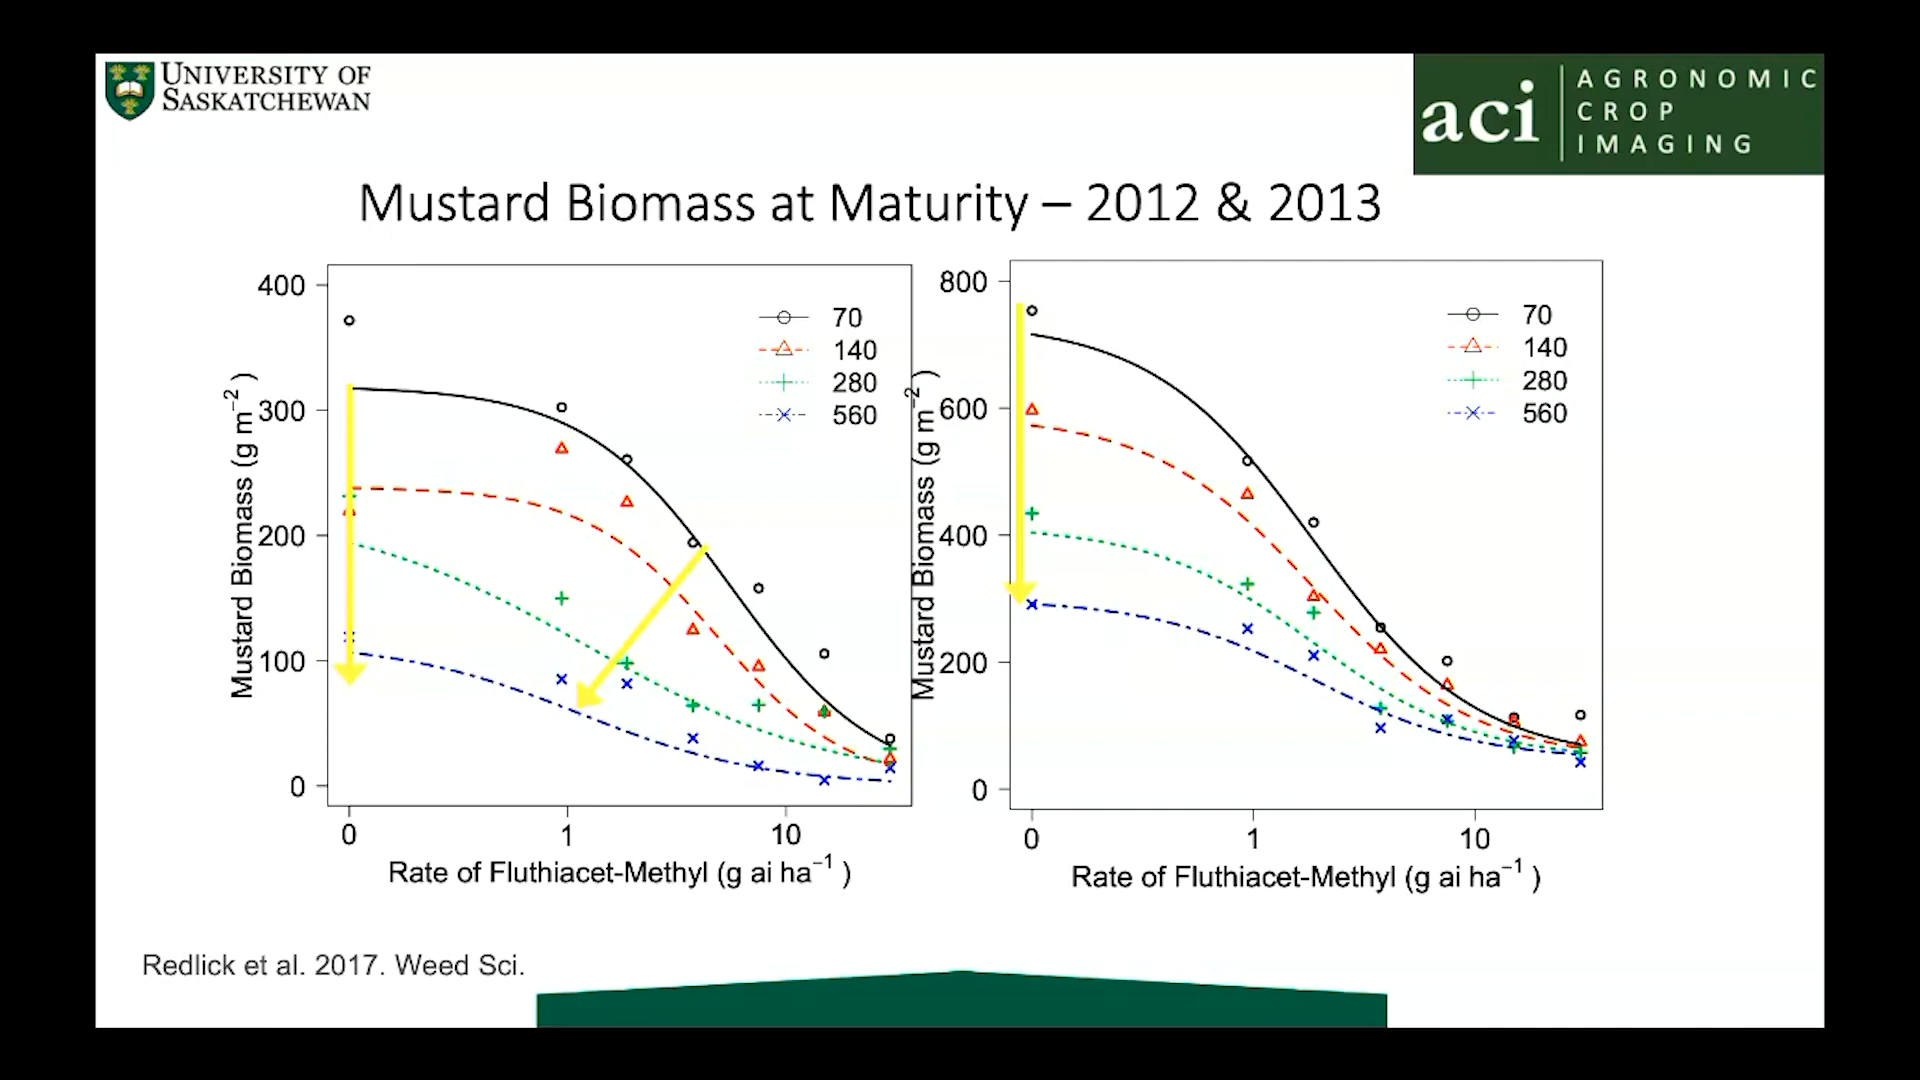 UNIVERSITY OF
SASKATCHEWAN
aci
AGRONOMIC
CROP
IMAGING
Mustard Biomass at Maturity – 2012 & 2013
400
300
200
100
0
Mustard Biomass (g m⁻²)
70
140
280
560
0 1 10
Rate of Fluthiacet-Methyl (g ai ha⁻¹)
800
600
400
200
0
Mustard Biomass (g m⁻²)
70
140
280
560
0 1 10
Rate of Fluthiacet-Methyl (g ai ha⁻¹)
Redlick et al. 2017. Weed Sci.